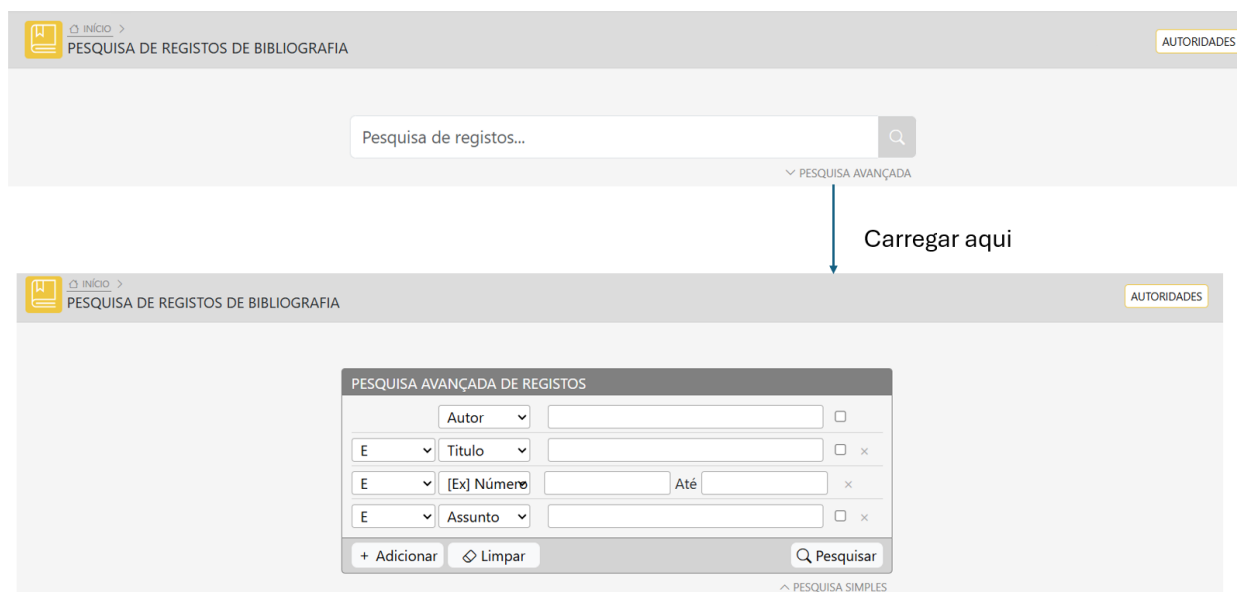 INÍCIO >
PESQUISA DE REGISTOS DE BIBLIOGRAFIA
AUTORIDADES
Pesquisa de registos...
PESQUISA AVANÇADA
Carregar aqui
INÍCIO >
PESQUISA DE REGISTOS DE BIBLIOGRAFIA
AUTORIDADES
PESQUISA AVANÇADA DE REGISTOS
Autor
E Titulo ×
E [Ex] Número Até ×
E Assunto ×
+ Adicionar Limpar Pesquisar
PESQUISA SIMPLES